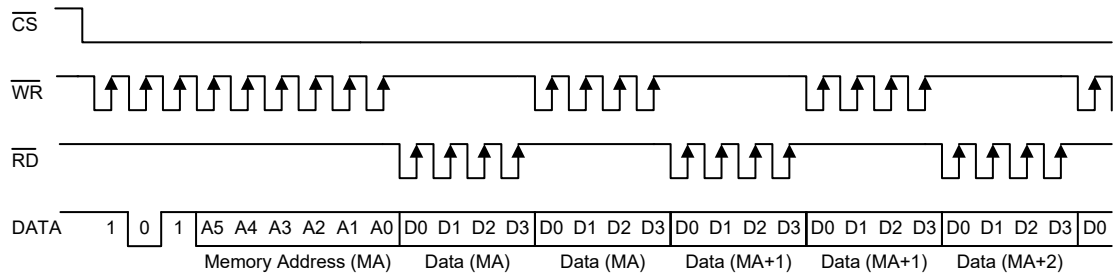 CS
WR
RD
DATA 1 0 1 A5 A4 A3 A2 A1 A0 D0 D1 D2 D3 D0 D1 D2 D3 D0 D1 D2 D3 D0 D1 D2 D3 D0 D1 D2 D3 D0
Memory Address (MA) Data (MA) Data (MA) Data (MA+1) Data (MA+1) Data (MA+2)